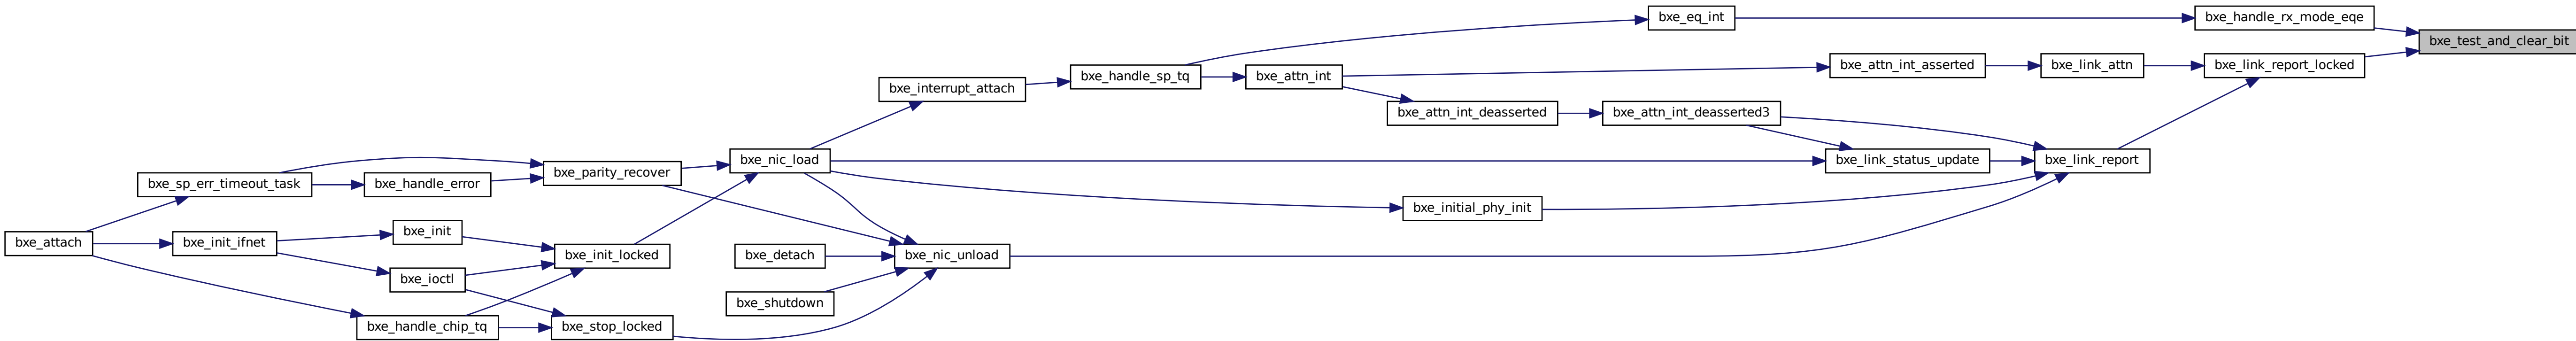 bxe_eq_int
bxe_handle_rx_mode_eqe
bxe_test_and_clear_bit
bxe_handle_sp_tq
bxe_attn_int
bxe_attn_int_asserted
bxe_link_attn
bxe_link_report_locked
bxe_interrupt_attach
bxe_attn_int_deasserted
bxe_attn_int_deasserted3
bxe_nic_load
bxe_link_status_update
bxe_link_report
bxe_parity_recover
bxe_sp_err_timeout_task
bxe_handle_error
bxe_initial_phy_init
bxe_init
bxe_attach
bxe_init_ifnet
bxe_init_locked
bxe_detach
bxe_nic_unload
bxe_ioctl
bxe_shutdown
bxe_handle_chip_tq
bxe_stop_locked